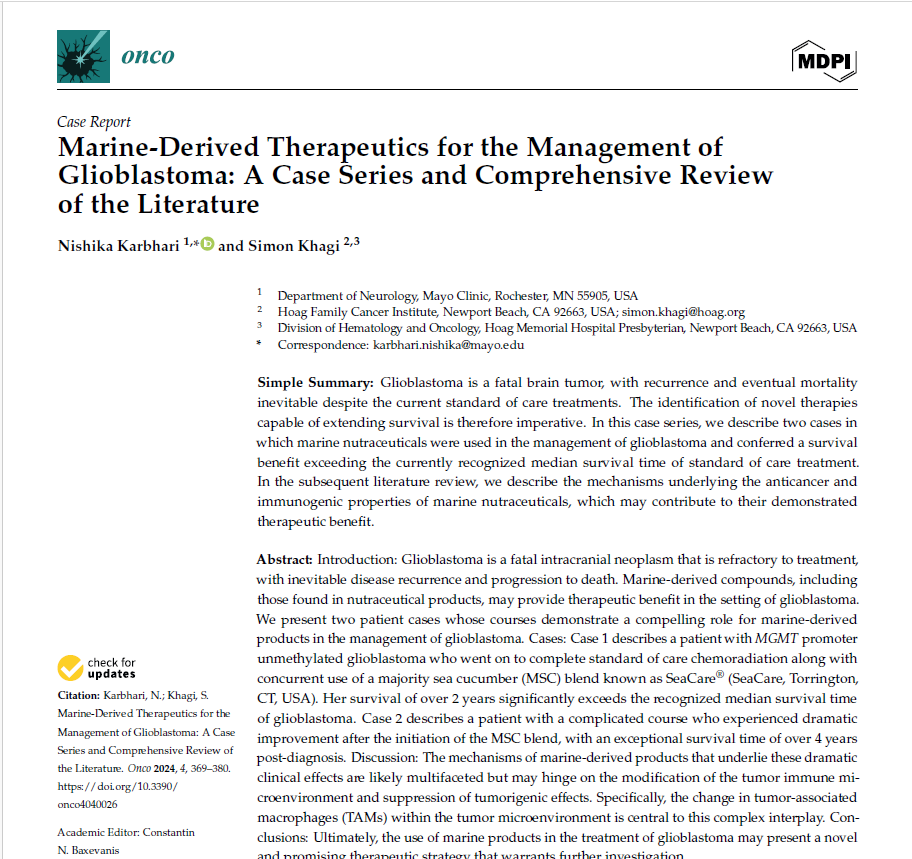 onco
MDPI
Case Report
Marine-Derived Therapeutics for the Management of
Glioblastoma: A Case Series and Comprehensive Review
of the Literature
Nishika Karbhari 1,* and Simon Khagi 2,3
1 Department of Neurology, Mayo Clinic, Rochester, MN 55905, USA
2 Hoag Family Cancer Institute, Newport Beach, CA 92663, USA; simon.khagi@hoag.org
3 Division of Hematology and Oncology, Hoag Memorial Hospital Presbyterian, Newport Beach, CA 92663, USA
* Correspondence: karbhari.nishika@mayo.edu
Simple Summary: Glioblastoma is a fatal brain tumor, with recurrence and eventual mortality
inevitable despite the current standard of care treatments. The identification of novel therapies
capable of extending survival is therefore imperative. In this case series, we describe two cases in
which marine nutraceuticals were used in the management of glioblastoma and conferred a survival
benefit exceeding the currently recognized median survival time of standard of care treatment.
In the subsequent literature review, we describe the mechanisms underlying the anticancer and
immunogenic properties of marine nutraceuticals, which may contribute to their demonstrated
therapeutic benefit.
Abstract: Introduction: Glioblastoma is a fatal intracranial neoplasm that is refractory to treatment,
with inevitable disease recurrence and progression to death. Marine-derived compounds, including
those found in nutraceutical products, may provide therapeutic benefit in the setting of glioblastoma.
We present two patient cases whose courses demonstrate a compelling role for marine-derived
products in the management of glioblastoma. Cases: Case 1 describes a patient with MGMT promoter
unmethylated glioblastoma who went on to complete standard of care chemoradiation along with
concurrent use of a majority sea cucumber (MSC) blend known as SeaCare® (SeaCare, Torrington,
CT, USA). Her survival of over 2 years significantly exceeds the recognized median survival time
of glioblastoma. Case 2 describes a patient with a complicated course who experienced dramatic
improvement after the initiation of the MSC blend, with an exceptional survival time of over 4 years
post-diagnosis. Discussion: The mechanisms of marine-derived products that underlie these dramatic
clinical effects are likely multifaceted but may hinge on the modification of the tumor immune mi-
croenvironment and suppression of tumorigenic effects. Specifically, the change in tumor-associated
macrophages (TAMs) within the tumor microenvironment is central to this complex interplay. Con-
clusions: Ultimately, the use of marine products in the treatment of glioblastoma may present a novel
and promising therapeutic strategy that warrants further investigation.
check for
updates
Citation: Karbhari, N.; Khagi, S.
Marine-Derived Therapeutics for the
Management of Glioblastoma: A Case
Series and Comprehensive Review of
the Literature. Onco 2024, 4, 369–380.
https://doi.org/10.3390/
onco4040026
Academic Editor: Constantin
N. Baxevanis